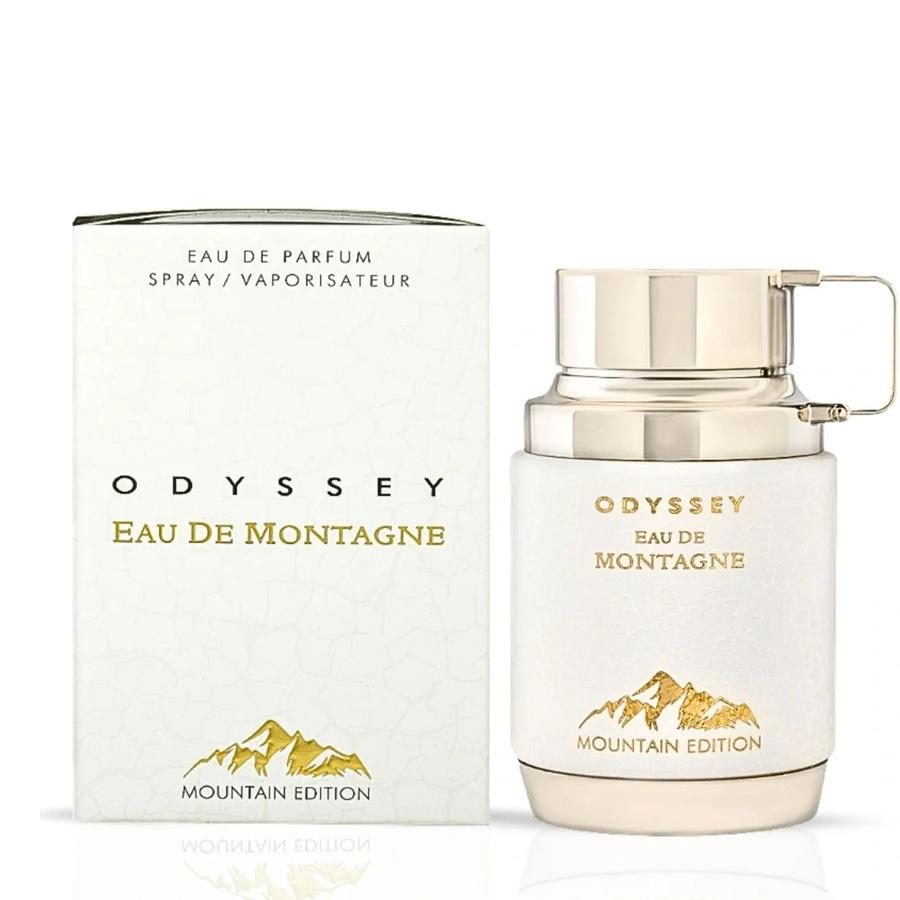 EAU DE PARFUM
SPRAY / VAPORISATEUR
ODYSSEY
EAU DE MONTAGNE
MOUNTAIN EDITION
ODYSSEY
EAU DE
MONTAGNE
MOUNTAIN EDITION